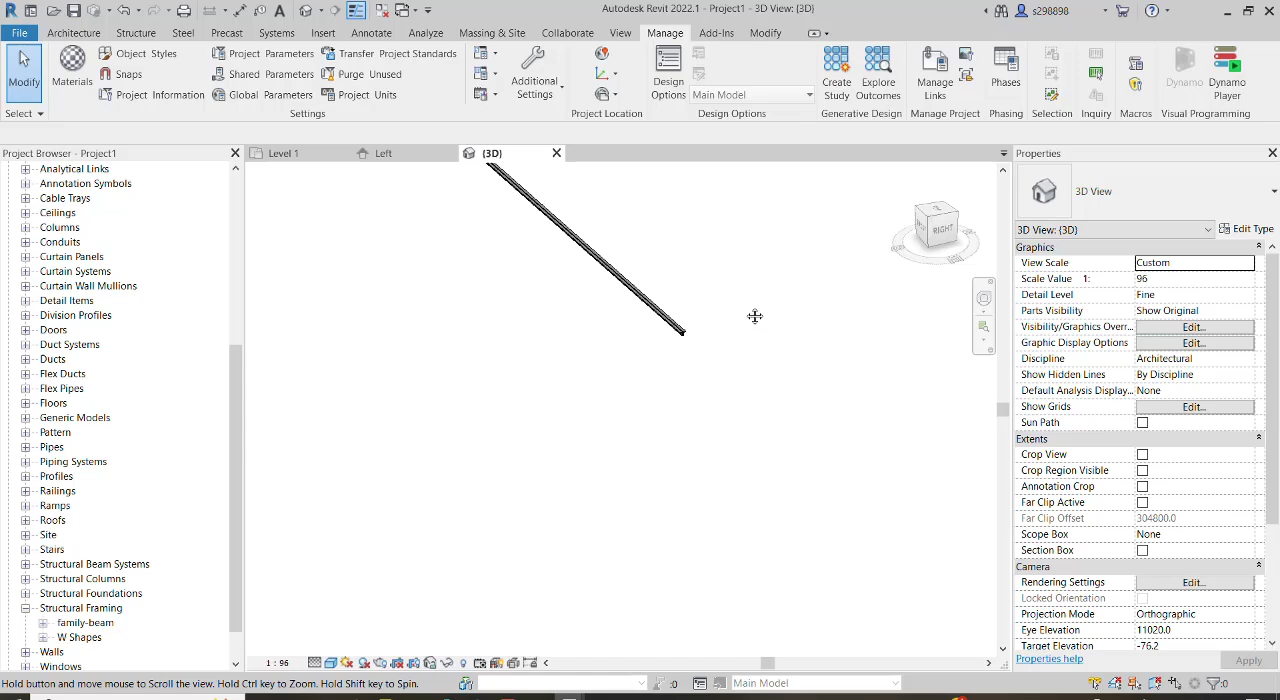 Autodesk Revit 2022.1 - Project1 - 3D View: {3D}
s298898
File Architecture Structure Steel Precast Systems Insert Annotate Analyze Massing & Site Collaborate View Manage Add-Ins Modify
Modify
Materials
Object Styles
Snaps
Project Information
Project Parameters
Shared Parameters
Global Parameters
Transfer Project Standards
Purge Unused
Project Units
Additional
Settings
Design
Options
Main Model
Create
Study
Explore
Outcomes
Manage
Links
Phases
Dynamo
Dynamo
Player
Select
Settings
Project Location
Design Options
Generative Design
Manage Project
Phasing
Selection
Inquiry
Macros
Visual Programming
Project Browser - Project1
Level 1
Left
(3D)
Properties
Analytical Links
Annotation Symbols
Cable Trays
Ceilings
Columns
Conduits
Curtain Panels
Curtain Systems
Curtain Wall Mullions
Detail Items
Division Profiles
Doors
Duct Systems
Ducts
Flex Ducts
Flex Pipes
Floors
Generic Models
Pattern
Pipes
Piping Systems
Profiles
Railings
Ramps
Roofs
Site
Stairs
Structural Beam Systems
Structural Columns
Structural Foundations
Structural Framing
family-beam
W Shapes
Walls
Windows
RIGHT
3D View
3D View: {3D}
Edit Type
Graphics
View Scale Custom
Scale Value 1: 96
Detail Level Fine
Parts Visibility Show Original
Visibility/Graphics Overr... Edit...
Graphic Display Options Edit...
Discipline Architectural
Show Hidden Lines By Discipline
Default Analysis Display... None
Show Grids Edit...
Sun Path
Extents
Crop View
Crop Region Visible
Annotation Crop
Far Clip Active
Far Clip Offset 304800.0
Scope Box None
Section Box
Camera
Rendering Settings Edit...
Locked Orientation
Projection Mode Orthographic
Eye Elevation 11020.0
Target Elevation -76.2
Properties help
Apply
1 : 96
Hold button and move mouse to Scroll the view. Hold Ctrl key to Zoom. Hold Shift key to Spin.
:0
Main Model
:0